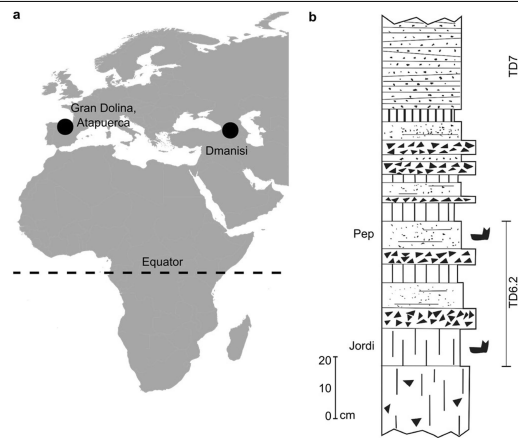 a
Gran Dolina,
Atapuerca
Dmanisi
Equator
b
TD7
Pep
TD6.2
Jordi
20
10
0 cm